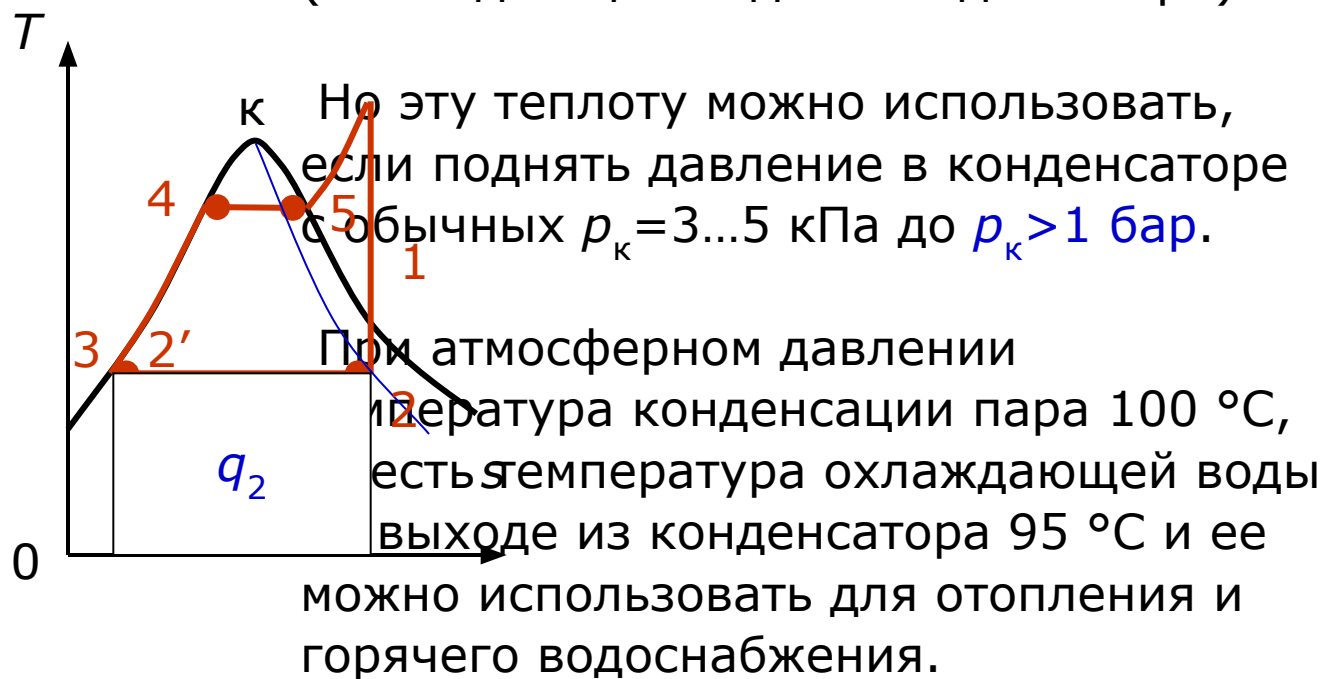 T
к
Но эту теплоту можно использовать,
если поднять давление в конденсаторе
с обычных pк=3…5 кПа до pк>1 бар.
4
5
1
3 2′
При атмосферном давлении
2
температура конденсации пара 100 °C,
q2
есть температура охлаждающей воды
s
выходе из конденсатора 95 °C и ее
0
можно использовать для отопления и
горячего водоснабжения.